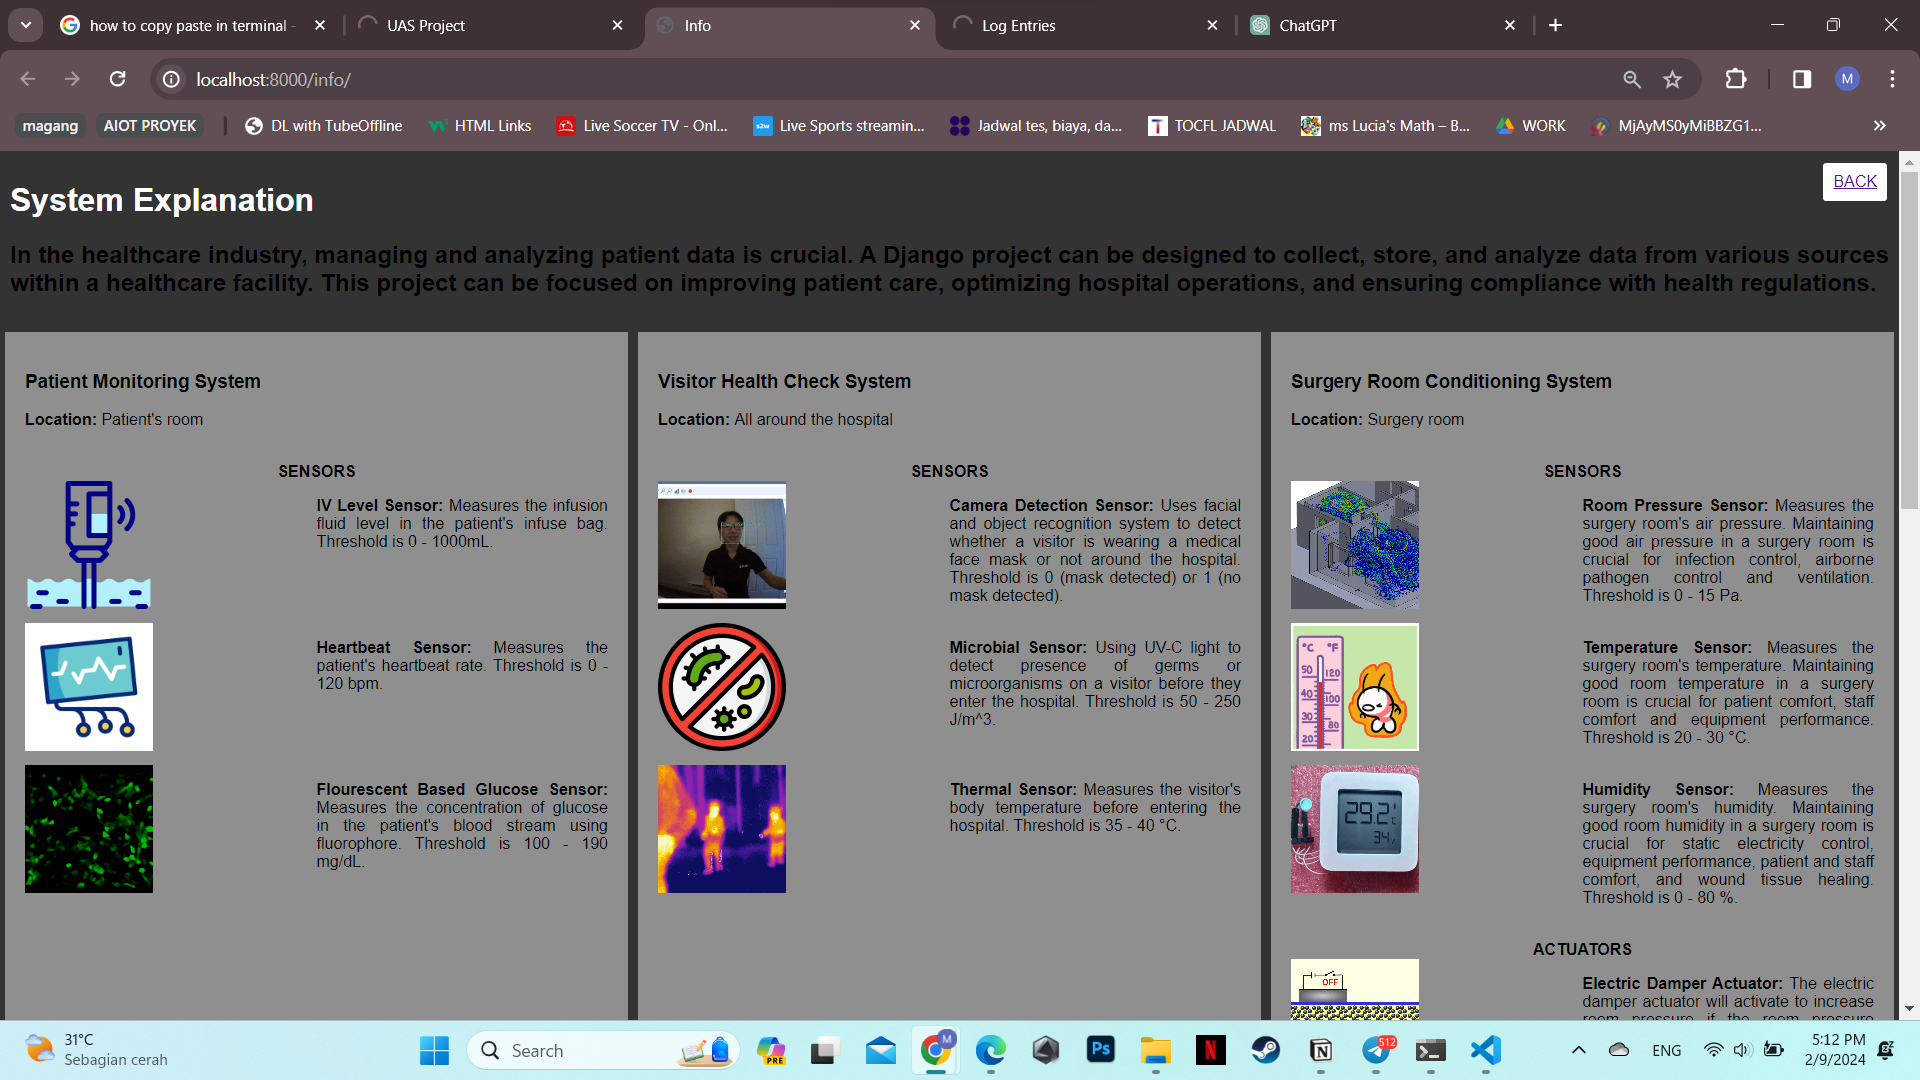 how to copy paste in terminal -
UAS Project
Info
Log Entries
ChatGPT
localhost:8000/info/
M
magang
AIOT PROYEK
DL with TubeOffline
HTML Links
Live Soccer TV - Onl...
Live Sports streamin...
Jadwal tes, biaya, da...
TOCFL JADWAL
ms Lucia's Math – B...
WORK
MjAyMS0yMiBBZG1...
System Explanation
BACK
In the healthcare industry, managing and analyzing patient data is crucial. A Django project can be designed to collect, store, and analyze data from various sources
within a healthcare facility. This project can be focused on improving patient care, optimizing hospital operations, and ensuring compliance with health regulations.
Patient Monitoring System
Location: Patient's room
SENSORS
IV Level Sensor: Measures the infusion
fluid level in the patient's infuse bag.
Threshold is 0 - 1000mL.
Heartbeat Sensor: Measures the
patient's heartbeat rate. Threshold is 0 -
120 bpm.
Flourescent Based Glucose Sensor:
Measures the concentration of glucose
in the patient's blood stream using
fluorophore. Threshold is 100 - 190
mg/dL.
Visitor Health Check System
Location: All around the hospital
SENSORS
Camera Detection Sensor: Uses facial
and object recognition system to detect
whether a visitor is wearing a medical
face mask or not around the hospital.
Threshold is 0 (mask detected) or 1 (no
mask detected).
Microbial Sensor: Using UV-C light to
detect presence of germs or
microorganisms on a visitor before they
enter the hospital. Threshold is 50 - 250
J/m^3.
Thermal Sensor: Measures the visitor's
body temperature before entering the
hospital. Threshold is 35 - 40 °C.
Surgery Room Conditioning System
Location: Surgery room
SENSORS
Room Pressure Sensor: Measures the
surgery room's air pressure. Maintaining
good air pressure in a surgery room is
crucial for infection control, airborne
pathogen control and ventilation.
Threshold is 0 - 15 Pa.
°C °F
50 120
40 100
30 80
20
Temperature Sensor: Measures the
surgery room's temperature. Maintaining
good room temperature in a surgery
room is crucial for patient comfort, staff
comfort and equipment performance.
Threshold is 20 - 30 °C.
29.2
34
Humidity Sensor: Measures the
surgery room's humidity. Maintaining
good room humidity in a surgery room is
crucial for static electricity control,
equipment performance, patient and staff
comfort, and wound tissue healing.
Threshold is 0 - 80 %.
ACTUATORS
OFF
Electric Damper Actuator: The electric
damper actuator will activate to increase
room pressure if the room pressure
31°C
Sebagian cerah
Search
PRE
M
Ps
N
N
512
ENG
5:12 PM
2/9/2024